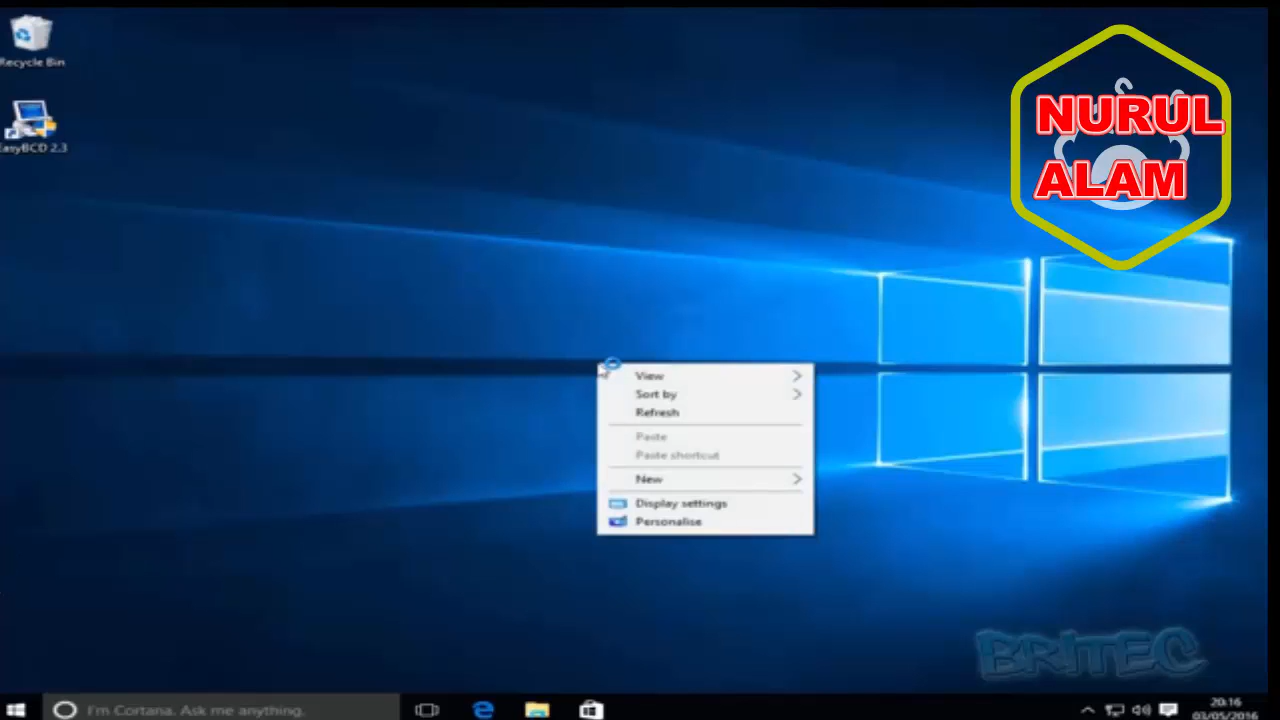 Recycle Bin
EasyBCD 2.3
NURUL
ALAM
View
Sort by
Refresh
Paste
Paste shortcut
New
Display settings
Personalise
BRITEC
I'm Cortana. Ask me anything.
20:16
03/05/2016